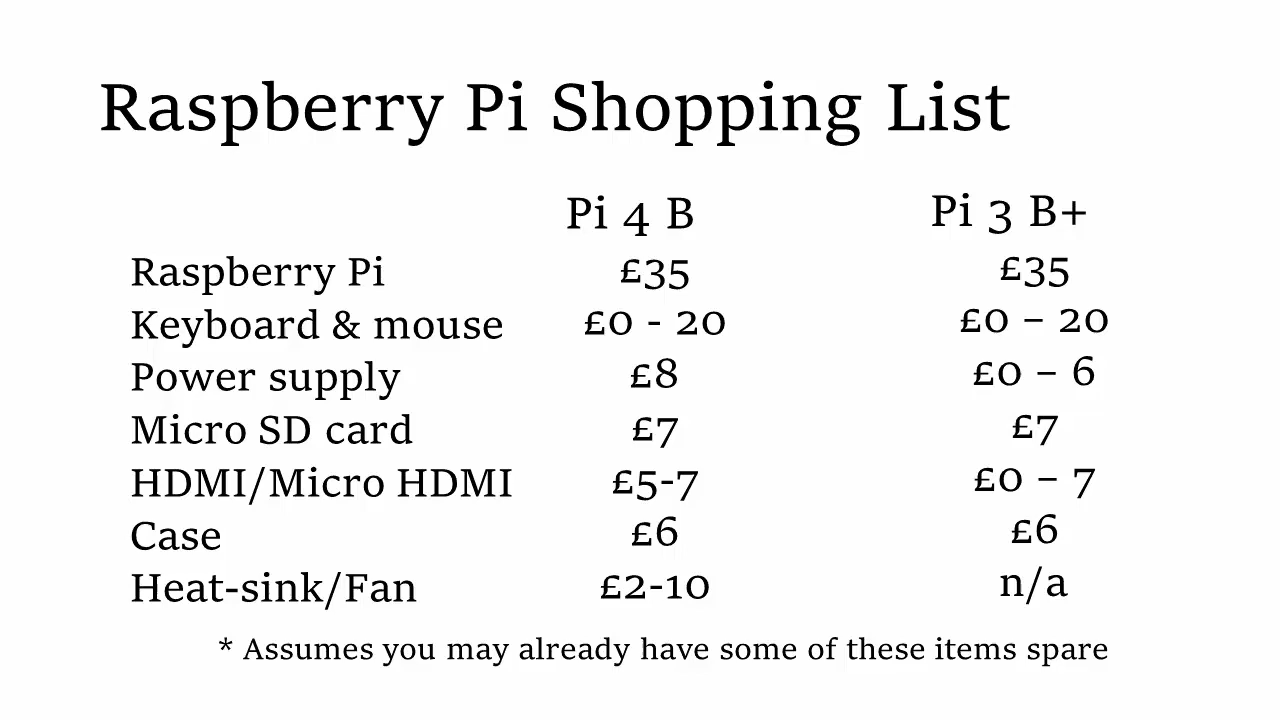 Raspberry Pi Shopping List
Pi 4 B Pi 3 B+
Raspberry Pi £35 £35
Keyboard & mouse £0 - 20 £0 – 20
Power supply £8 £0 – 6
Micro SD card £7 £7
HDMI/Micro HDMI £5-7 £0 – 7
Case £6 £6
Heat-sink/Fan £2-10 n/a
* Assumes you may already have some of these items spare